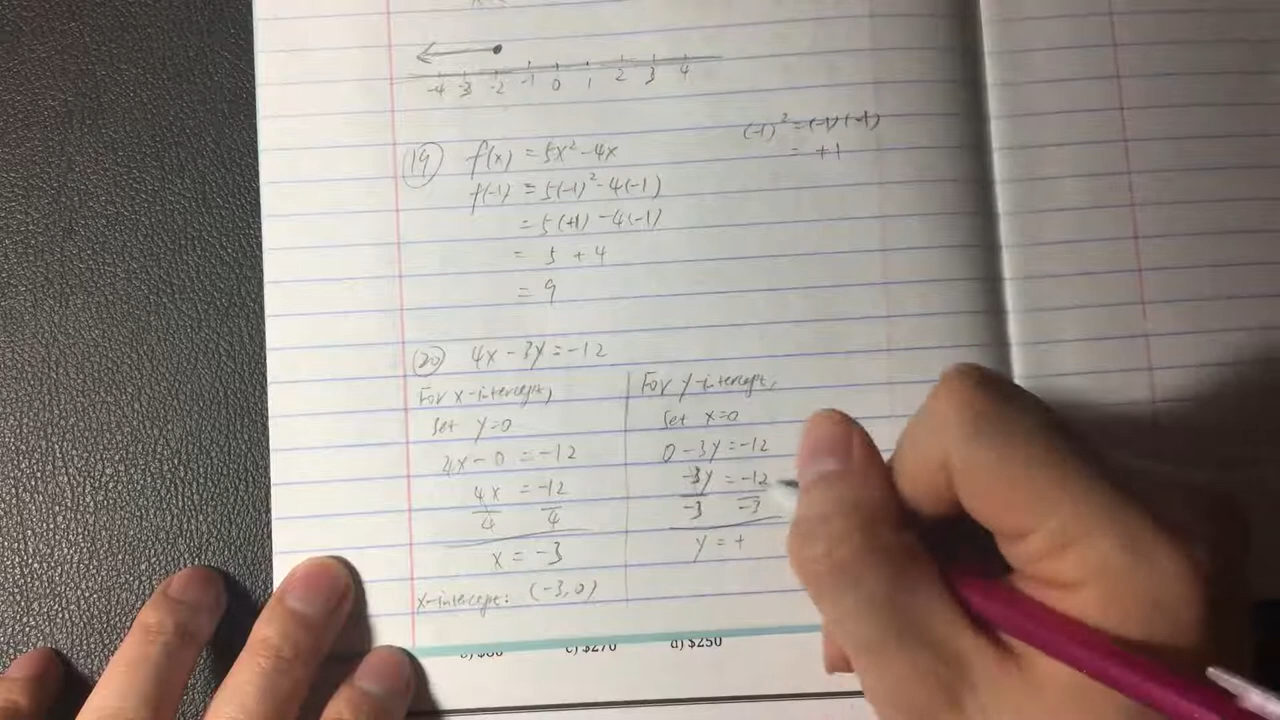 -4 -3 -2 -1 0 1 2 3 4
(19) f(x) = 5x² - 4x
f(-1) = 5(-1)² - 4(-1)
= 5(+1) - 4(-1)
= 5 + 4
= 9
(-1)² = (-1)(-1)
= +1
(20) 4x - 3y = -12
For x-intercept,
set y=0
4x - 0 = -12
4x = -12
4 4
x = -3
x-intercept: (-3, 0)
For y-intercept,
set x=0
0 - 3y = -12
-3y = -12
-3 -3
y = +
c) $270 d) $250